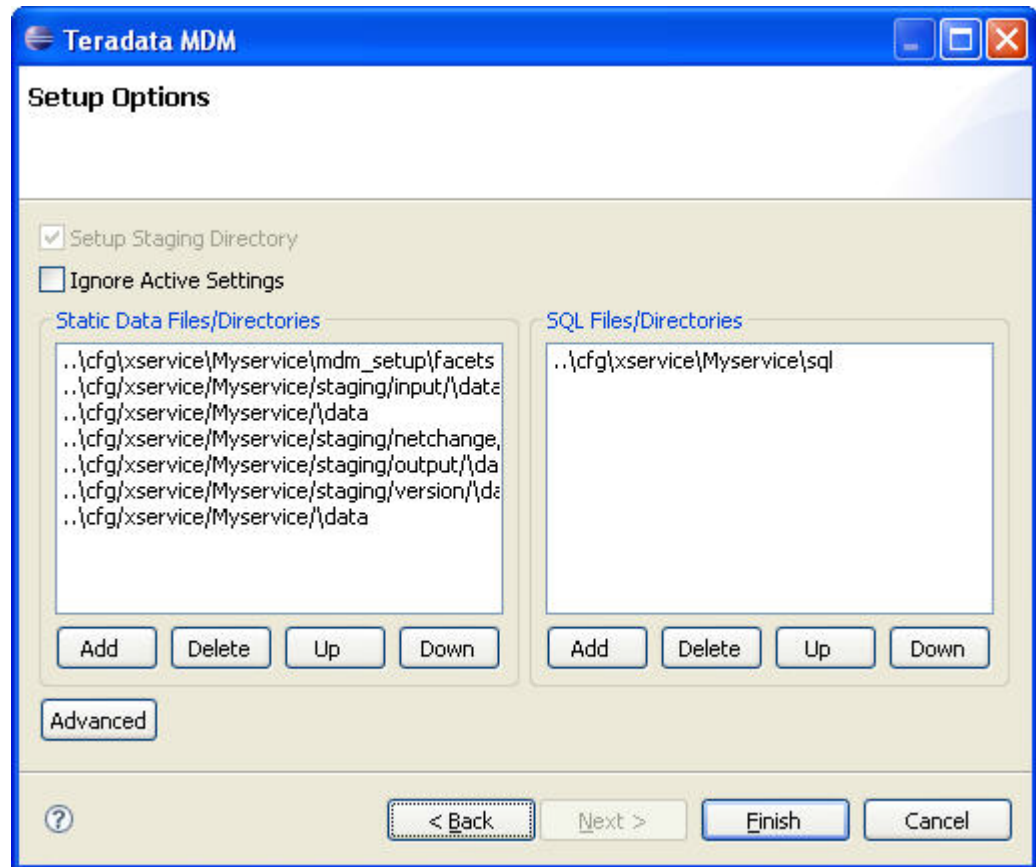 Teradata MDM
Setup Options
Setup Staging Directory
Ignore Active Settings
Static Data Files/Directories
..\cfg\xservice\Myservice\mdm_setup\facets
..\cfg/xservice/Myservice/staging/input/\data
..\cfg/xservice/Myservice/\data
..\cfg/xservice/Myservice/staging/netchange,
..\cfg/xservice/Myservice/staging/output/\da
..\cfg/xservice/Myservice/staging/version/\da
..\cfg/xservice/Myservice/\data
Add Delete Up Down
SQL Files/Directories
..\cfg\xservice\Myservice\sql
Add Delete Up Down
Advanced
? < Back Next > Finish Cancel